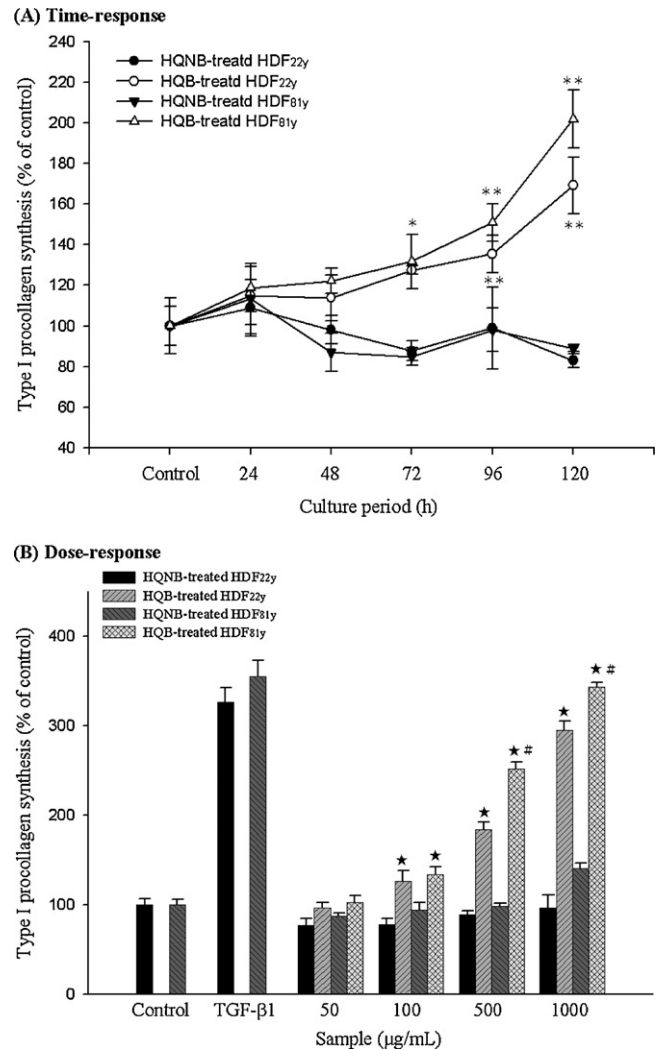 (A) Time-response
HQNB-treatd HDF22y
HQB-treatd HDF22y
HQNB-treatd HDF81y
HQB-treatd HDF81y
Type I procollagen synthesis (% of control)
240
220
200
180
160
140
120
100
80
60
40
**
**
*
**
**
Control 24 48 72 96 120
Culture period (h)
(B) Dose-response
HQNB-treated HDF22y
HQB-treated HDF22y
HQNB-treated HDF81y
HQB-treated HDF81y
Type I procollagen synthesis (% of control)
400
300
200
100
0
★ #
★
★ #
★
★ ★
Control TGF-β1 50 100 500 1000
Sample (μg/mL)